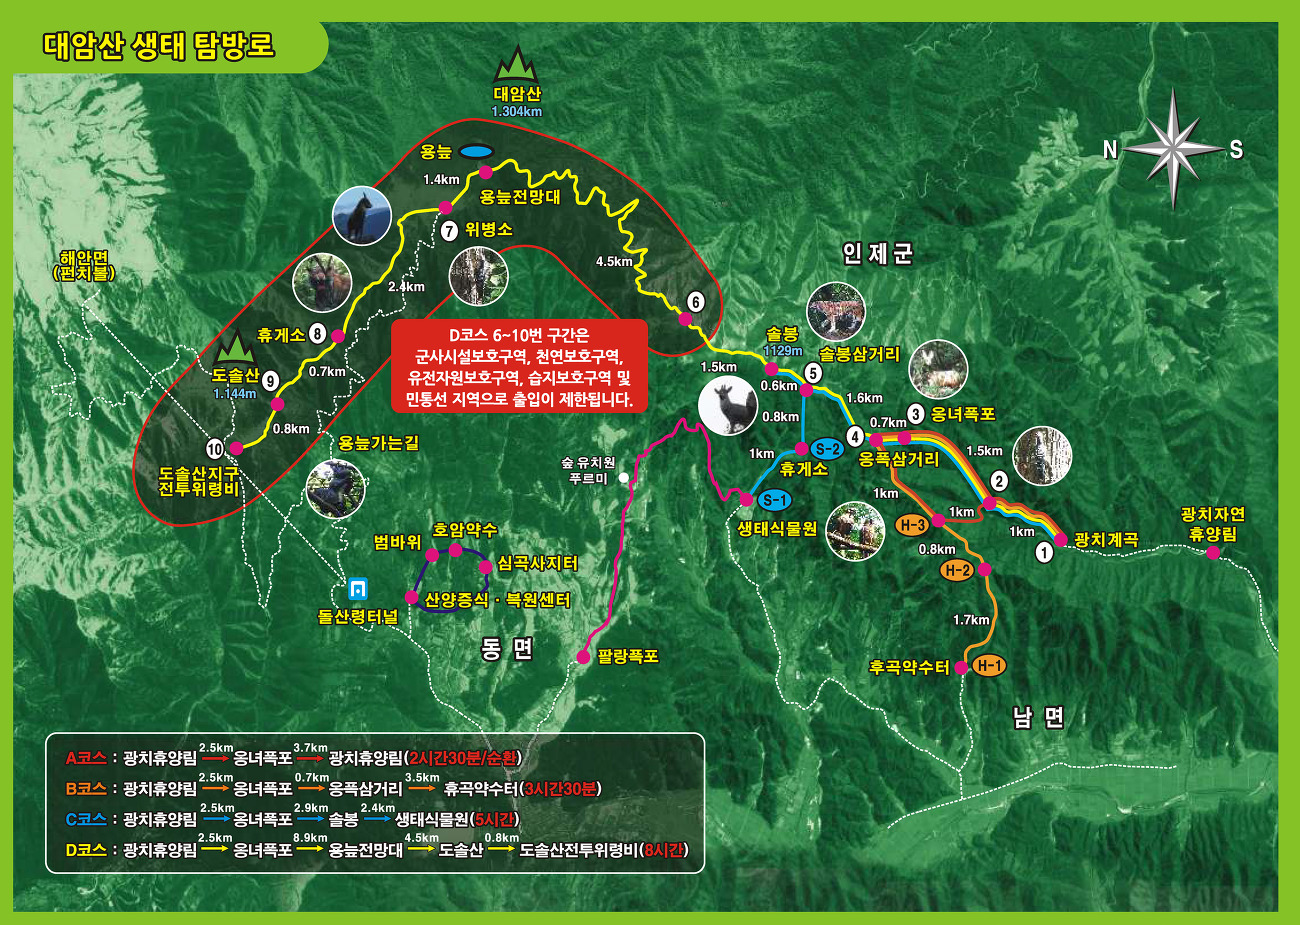 대암산 생태 탐방로
대암산
1.304km
N
S
용늪
1.4km
용늪전망대
7
위병소
인제군
해안면
(펀치볼)
4.5km
2.4km
6
휴게소
8
D코스 6~10번 구간은
군사시설보호구역, 천연보호구역,
유전자원보호구역, 습지보호구역 및
민통선 지역으로 출입이 제한됩니다.
솔봉
1129m
솔봉삼거리
1.5km
5
0.7km
도솔산
1.144m
9
0.6km
1.6km
0.8km
3
옹녀폭포
0.8km
0.7km
4
10
용늪가는길
1km
S-2
휴게소
옹폭삼거리
1.5km
숲 유치원
푸르미
도솔산지구
전투위령비
2
S-1
1km
생태식물원
H-3
1km
1km
광치자연
휴양림
호암약수
범바위
심곡사지터
1
광치계곡
0.8km
H-2
산양증식 · 복원센터
돌산령터널
1.7km
동 면
팔랑폭포
후곡약수터
H-1
남 면
2.5km 3.7km
A코스 : 광치휴양림 옹녀폭포 광치휴양림(2시간30분/순환)
2.5km 0.7km 3.5km
B코스 : 광치휴양림 옹녀폭포 옹폭삼거리 휴곡약수터(3시간30분)
2.5km 2.9km 2.4km
C코스 : 광치휴양림 옹녀폭포 솔봉 생태식물원(5시간)
2.5km 8.9km 4.5km 0.8km
D코스 : 광치휴양림 옹녀폭포 용늪전망대 도솔산 도솔산전투위령비(8시간)